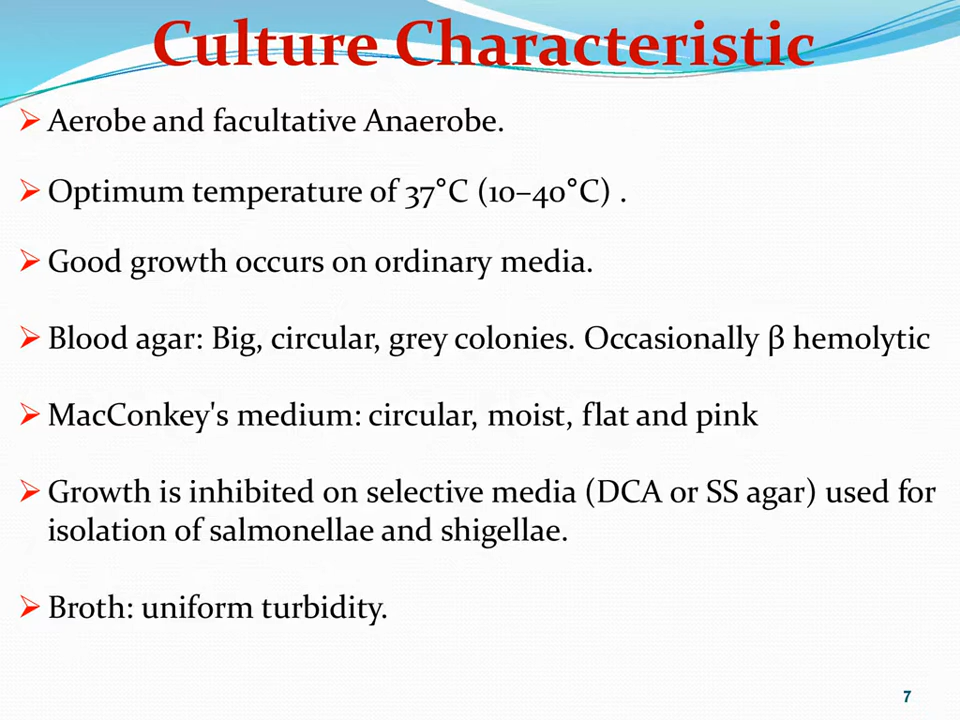 Culture Characteristic
➢ Aerobe and facultative Anaerobe.
➢ Optimum temperature of 37°C (10–40°C) .
➢ Good growth occurs on ordinary media.
➢ Blood agar: Big, circular, grey colonies. Occasionally β hemolytic
➢ MacConkey's medium: circular, moist, flat and pink
➢ Growth is inhibited on selective media (DCA or SS agar) used for
isolation of salmonellae and shigellae.
➢ Broth: uniform turbidity.
7